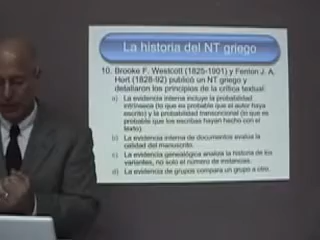 La historia del NT griego
10. Brooke F. Westcott (1825-1901) y Fenton J. A.
Hort (1828-92) publicó un NT griego y
detallaron los principios de la crítica textual:
a) La evidencia interna incluye la probabilidad
intrínseca (lo que es probable que el autor haya
escrito) y la probabilidad transcripcional (lo que es
probable que los escribas hayan hecho con el
texto).
b) La evidencia interna de documentos evalúa la
calidad del manuscrito.
c) La evidencia genealógica analiza la historia de los
variantes, no solo el número de instancias.
d) La evidencia de grupos compara un grupo a otro.